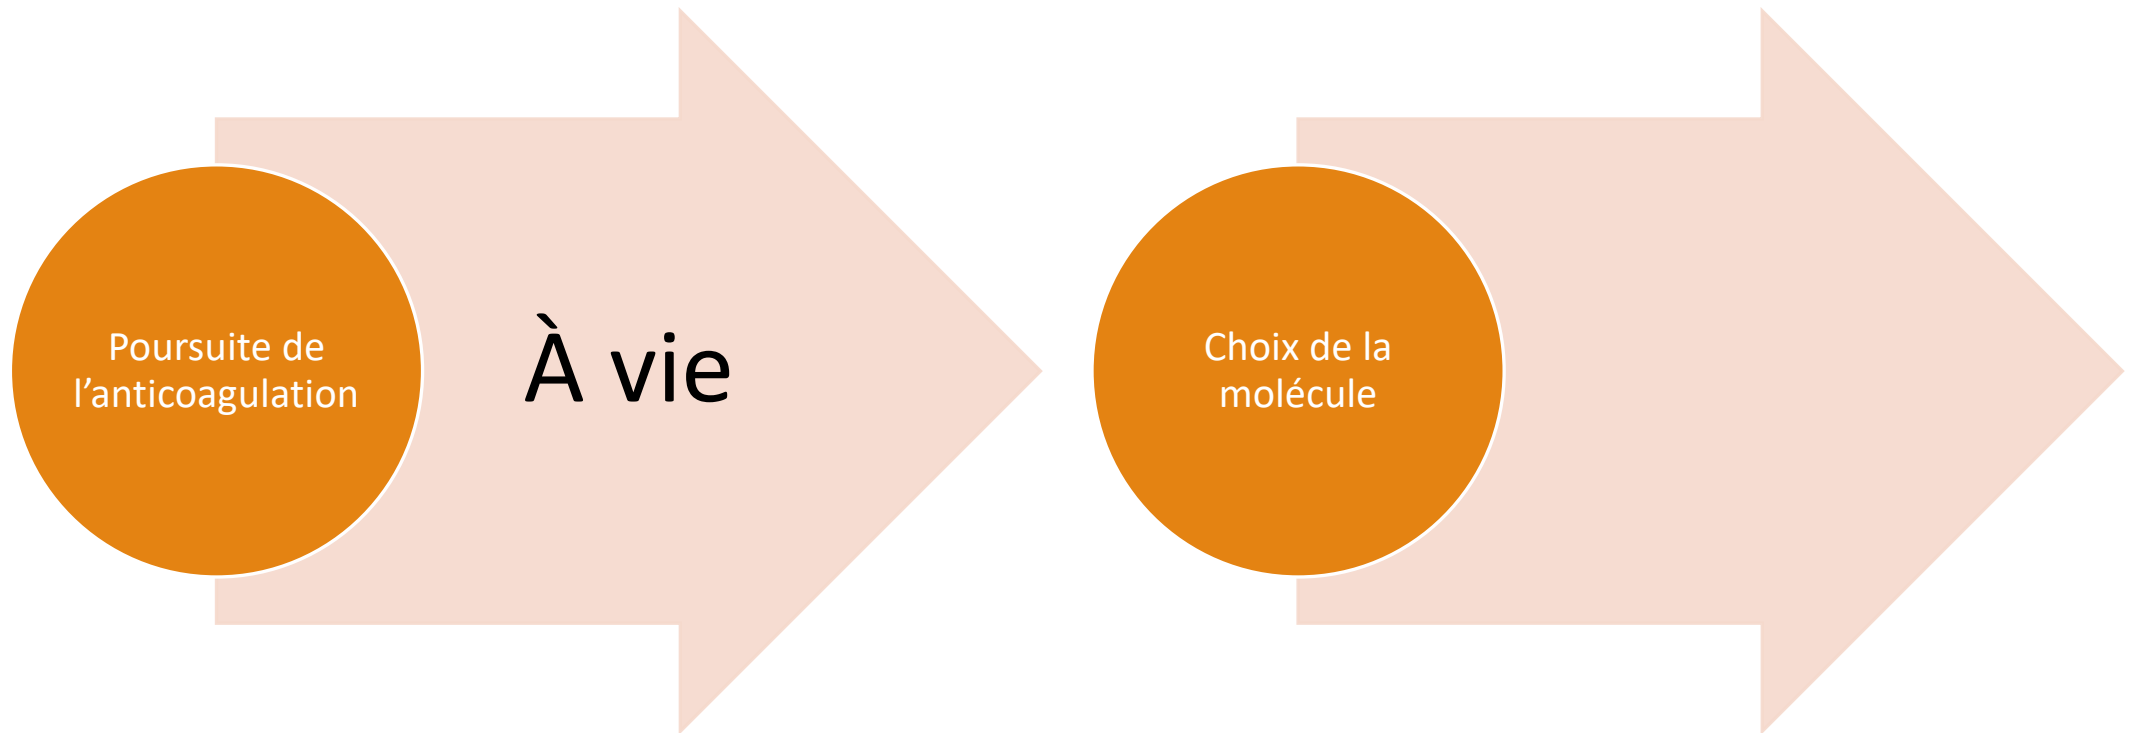 Poursuite de
l’anticoagulation
À vie
Choix de la
molécule